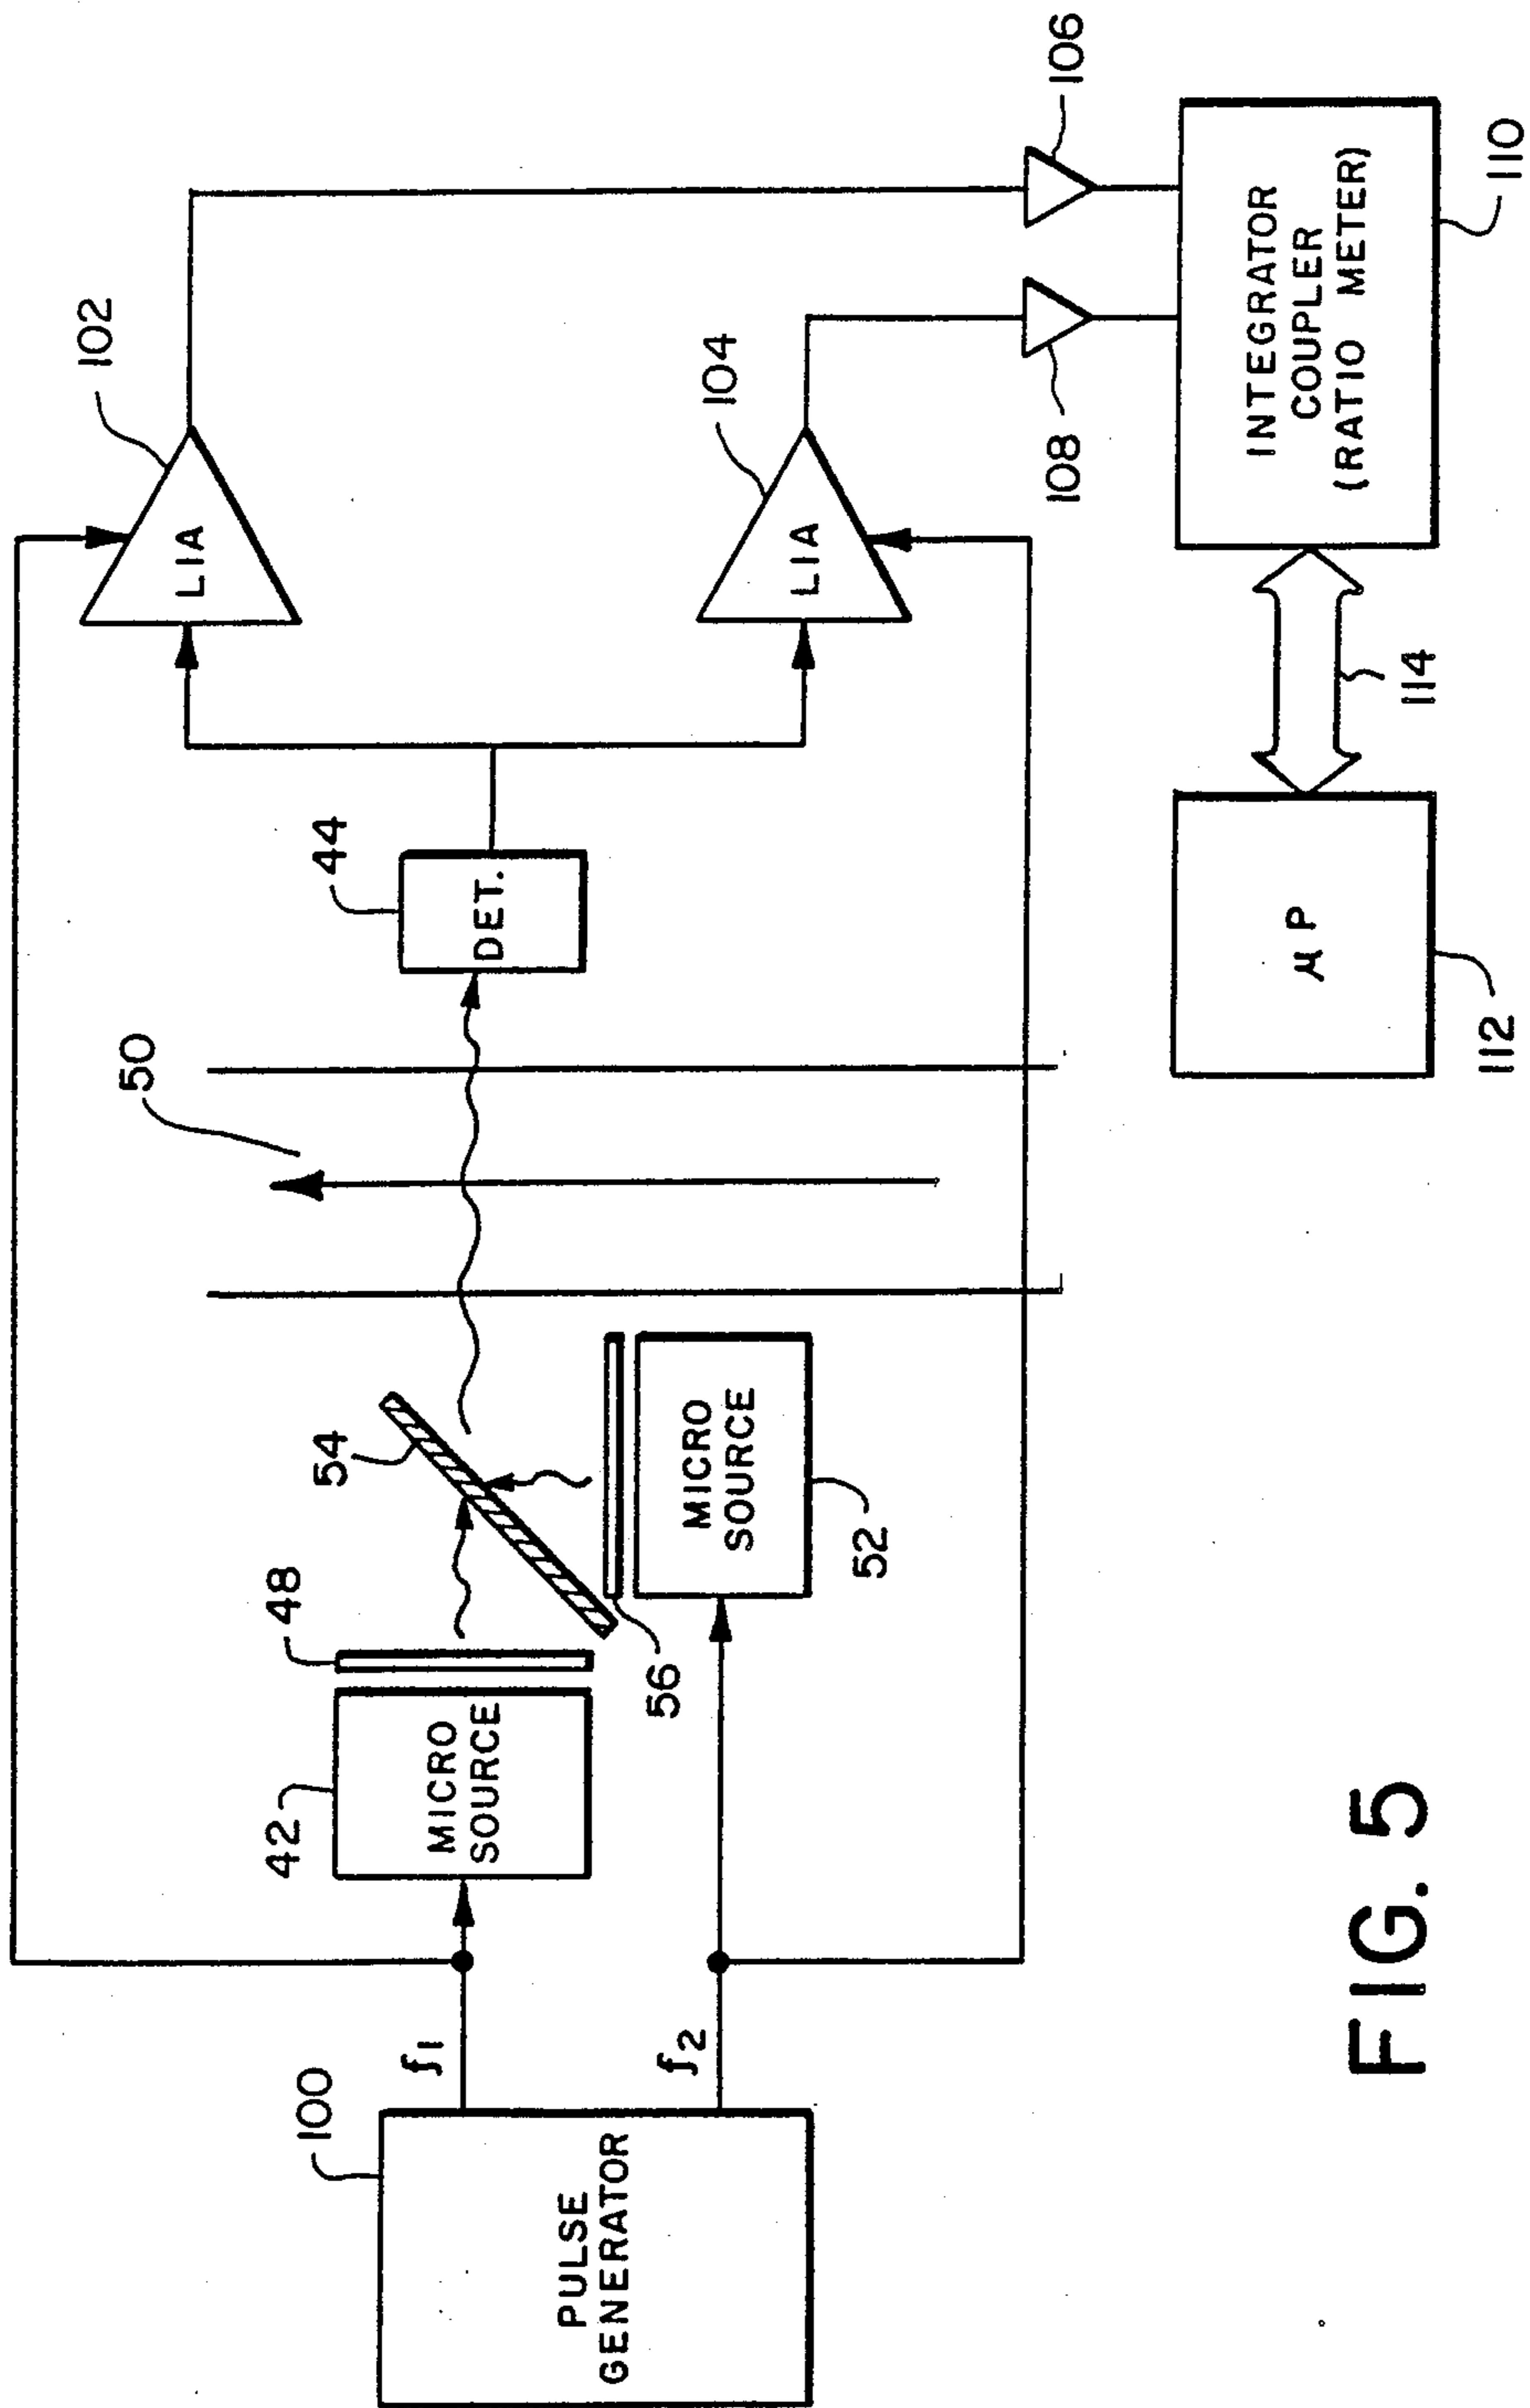 102
106
LIA
50
44
104
DET.
LIA
108
54
48
42
MICRO
SOURCE
MICRO
SOURCE
56
52
100
f1
f2
PULSE
GENERATOR
INTEGRATOR
COUPLER
(RATIO METER)
110
114
μP
112
FIG. 5